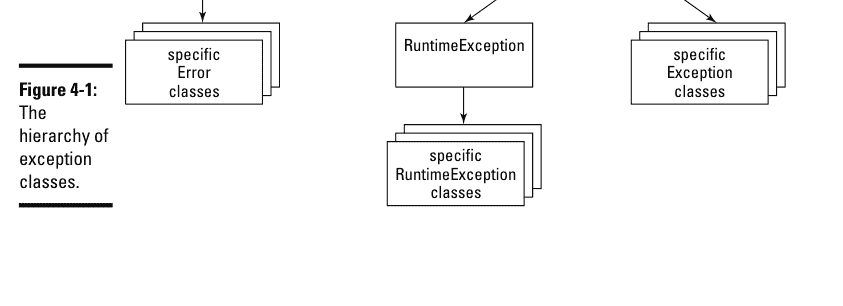 specific
Error
classes
RuntimeException
specific
Exception
classes
Figure 4-1:
The
hierarchy of
exception
classes.
specific
RuntimeException
classes